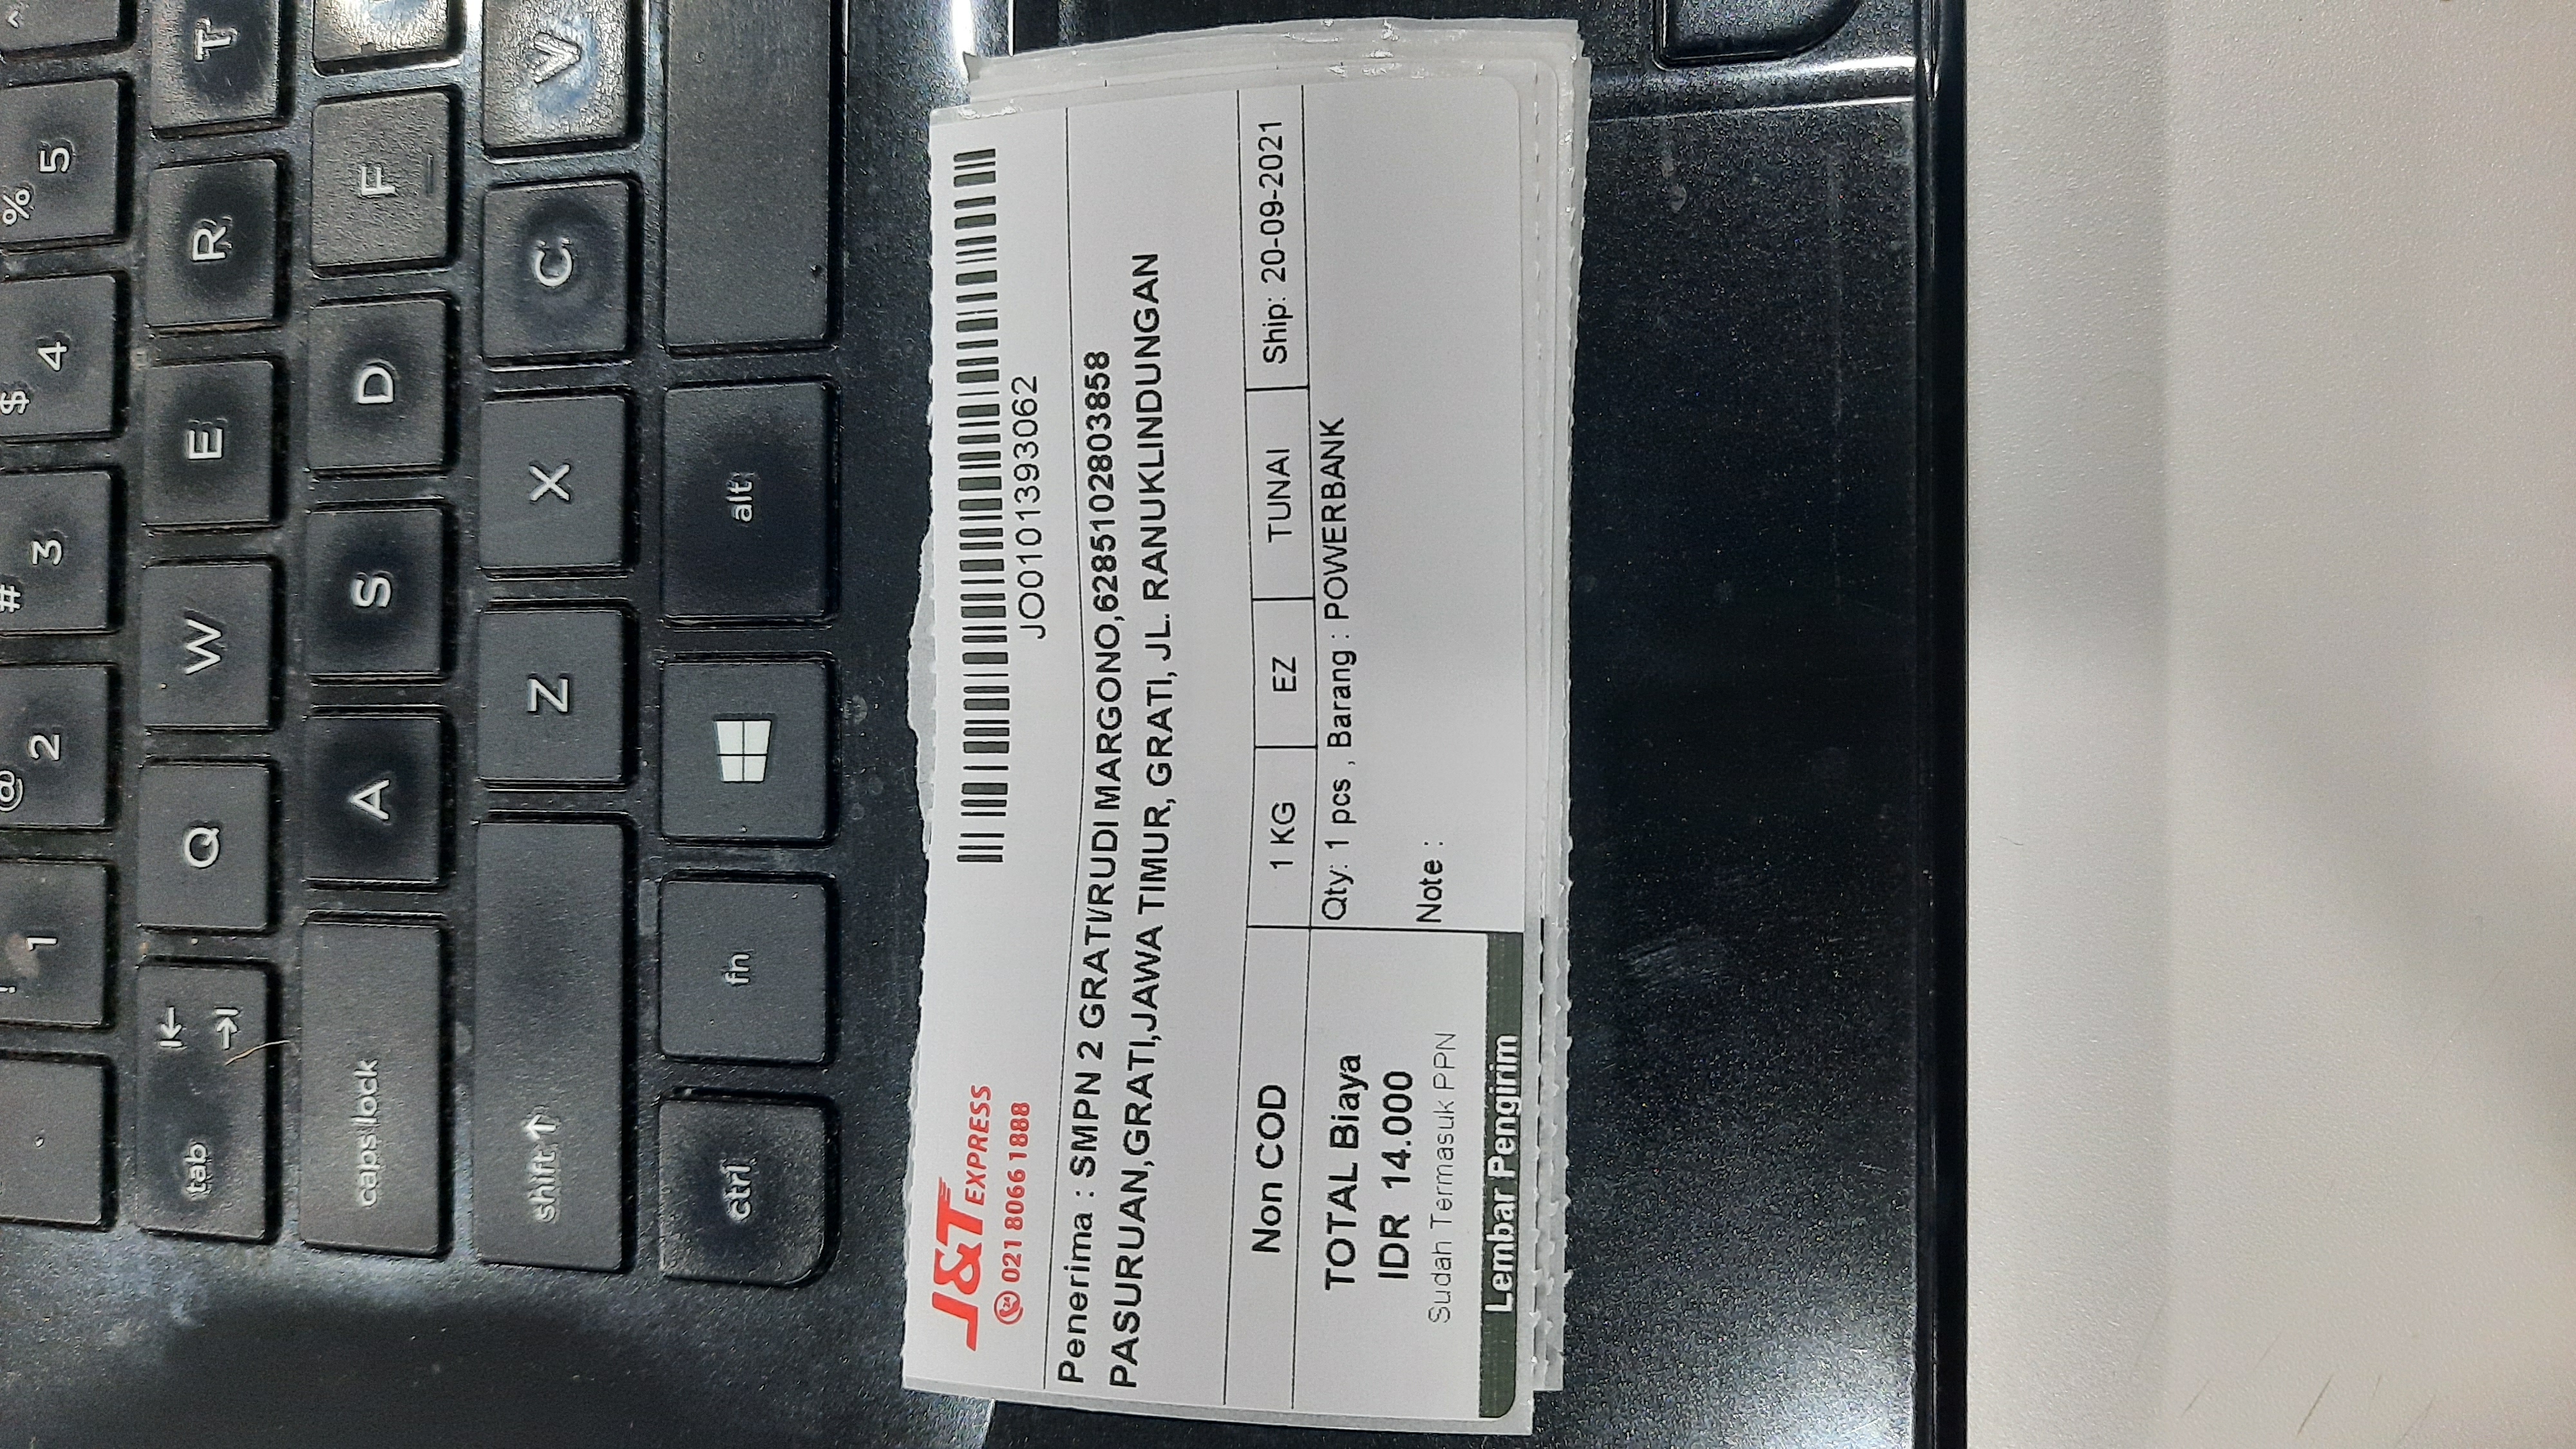 ! 1 @ 2 # 3 $ 4 % 5 ^
tab Q W E R T
caps lock A S D F
shift Z X C V
ctrl fn alt
J&T EXPRESS
24 021 8066 1888
JO0101393062
Penerima : SMPN 2 GRATI/RUDI MARGONO,6285102803858
PASURUAN,GRATI,JAWA TIMUR, GRATI, JL. RANUKLINDUNGAN
Non COD 1 KG EZ TUNAI Ship: 20-09-2021
TOTAL Biaya
IDR 14.000
Sudah Termasuk PPN
Lembar Pengirim
Qty: 1 pcs , Barang : POWERBANK
Note :